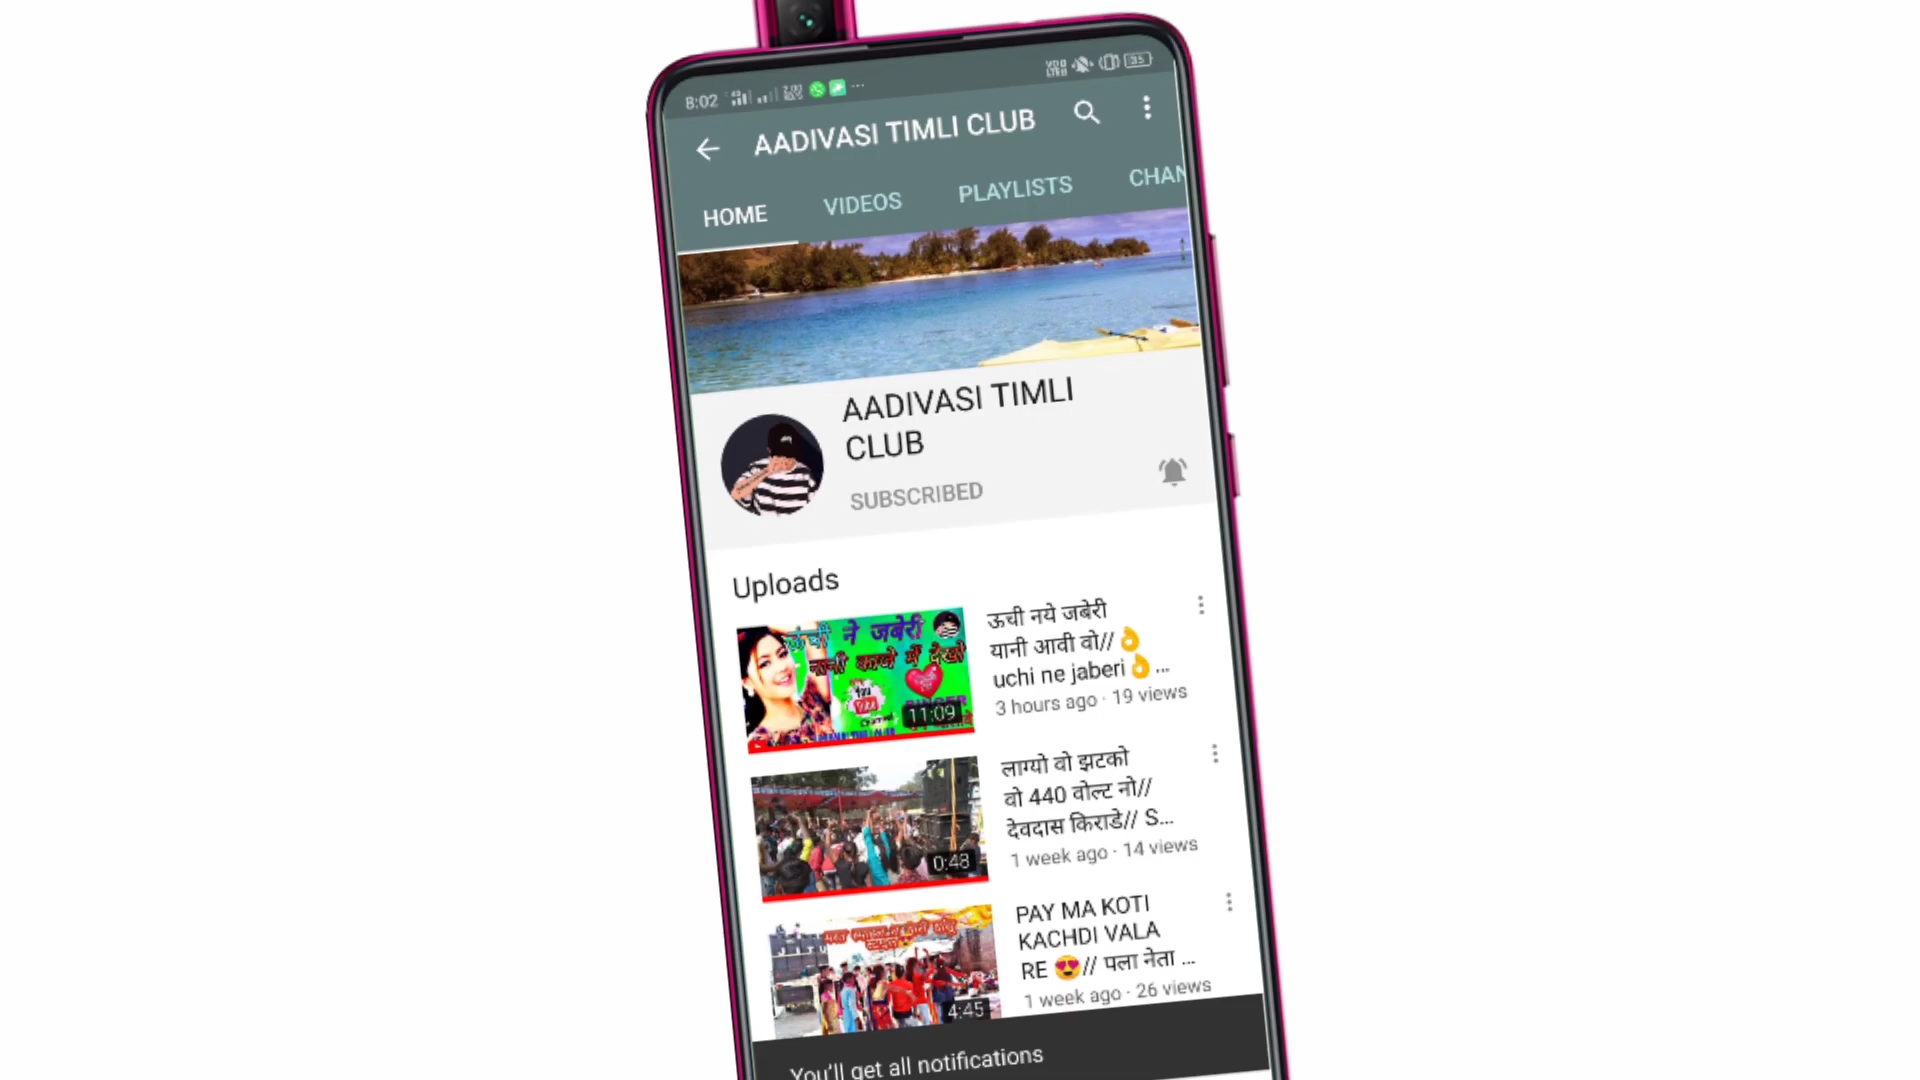 8:02
35
AADIVASI TIMLI CLUB
HOME VIDEOS PLAYLISTS CHAN
AADIVASI TIMLI
CLUB
SUBSCRIBED
Uploads
ऊंची ने जबेरी
नानी काजे में देखो
You
11:09
ऊची नये जबेरी
यानी आवी वो//👌
uchi ne jaberi👌...
3 hours ago · 19 views
0:48
लाग्यो वो झटको
वो 440 वोल्ट नो//
देवदास किराडे// S...
1 week ago · 14 views
4:45
PAY MA KOTI
KACHDI VALA
RE 😍// पला नेता ...
1 week ago · 26 views
You'll get all notifications